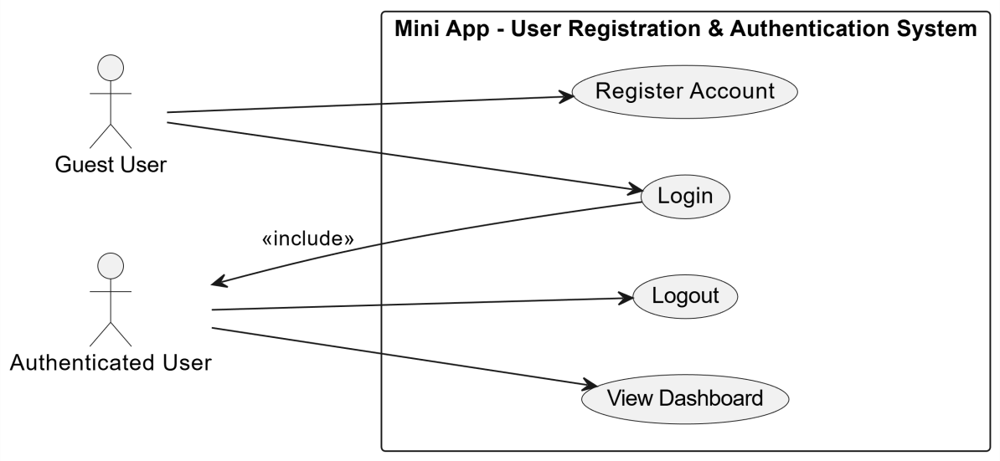 Mini App - User Registration & Authentication System
Register Account
Guest User
Login
«include»
Logout
Authenticated User
View Dashboard